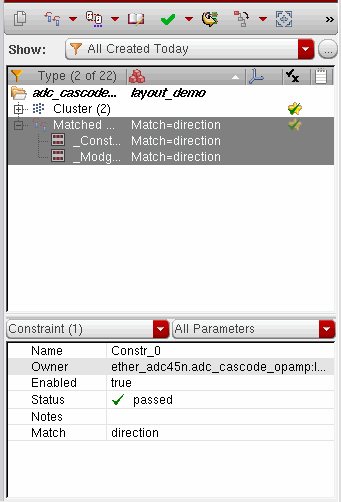 »
Show: All Created Today ...
Type (2 of 22)
adc_cascode... layout_demo
Cluster (2)
Matched ... Match=direction
_Const... Match=direction
_Modg... Match=direction
Constraint (1) All Parameters
Name Constr_0
Owner ether_adc45n.adc_cascode_opamp:l...
Enabled true
Status passed
Notes
Match direction